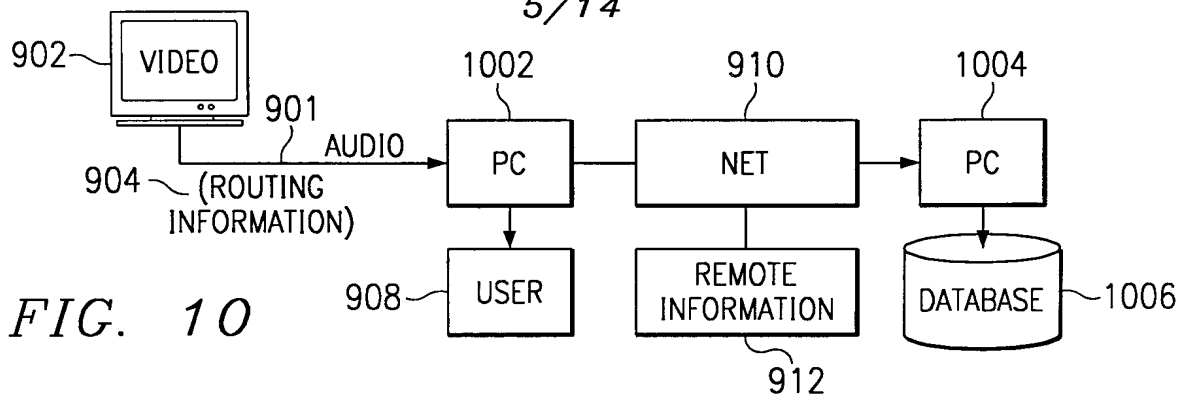 5/14
902
VIDEO
901
AUDIO
904
(ROUTING
INFORMATION)
1002
PC
910
NET
1004
PC
908
USER
REMOTE
INFORMATION
912
DATABASE
1006
FIG. 10